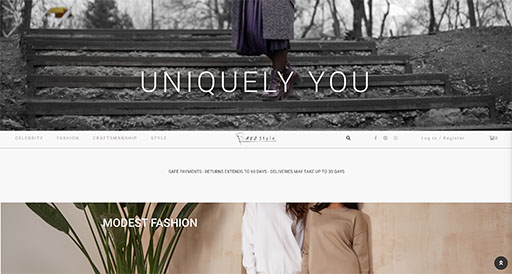 UNIQUELY YOU
CELEBRITY FASHION CRAFTSMANSHIP STYLE Style Log in / Register 0
SAFE PAYMENTS - RETURNS EXTENDED TO 60 DAYS - DELIVERIES MAY TAKE UP TO 30 DAYS
MODEST FASHION